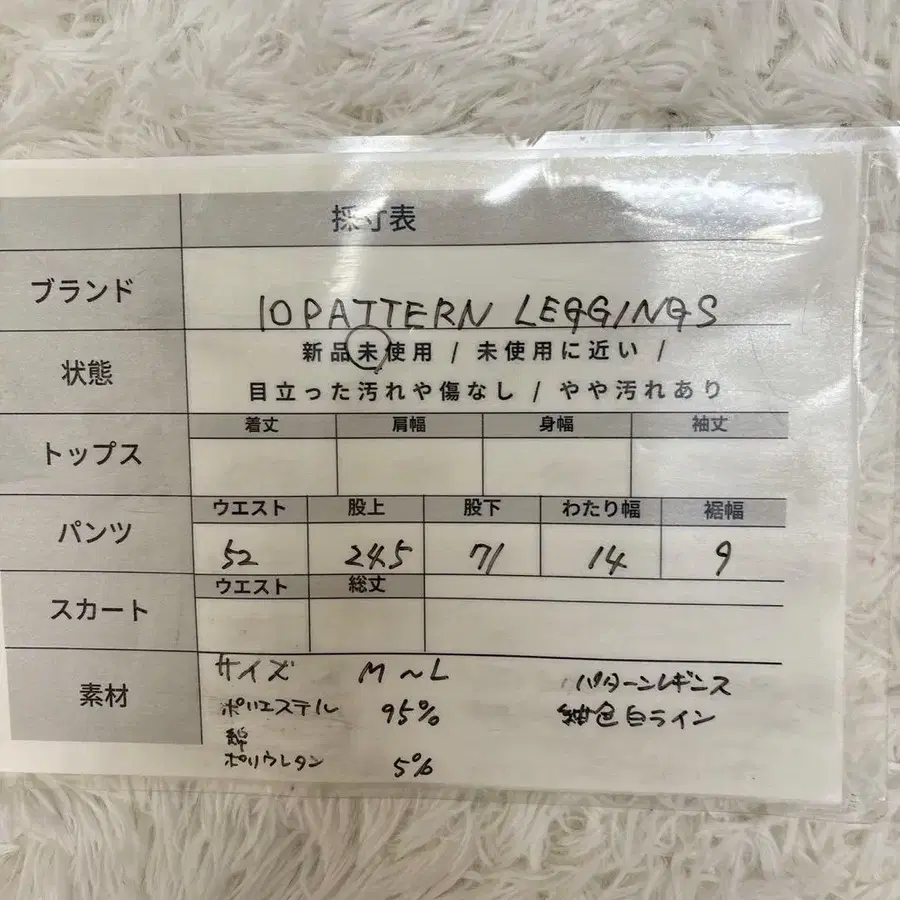 採寸表
ブランド 10PATTERN LEGGINGS
状態 新品未使用 / 未使用に近い /
目立った汚れや傷なし / やや汚れあり
トップス 着丈 肩幅 身幅 袖丈
パンツ ウエスト 股上 股下 わたり幅 裾幅
52 24.5 71 14 9
スカート ウエスト 総丈
素材 サイズ M〜L パターンレギンス
ポリエステル 95% 紺色白ライン
綿
ポリウレタン 5%